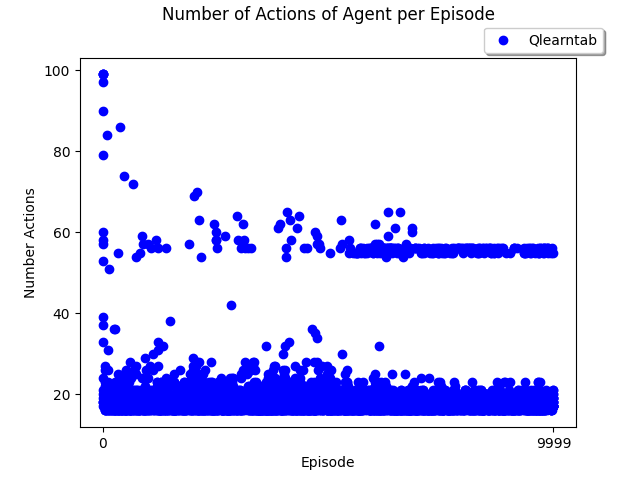 Number of Actions of Agent per Episode
Qlearntab
100
80
60
40
20
Number Actions
0
9999
Episode